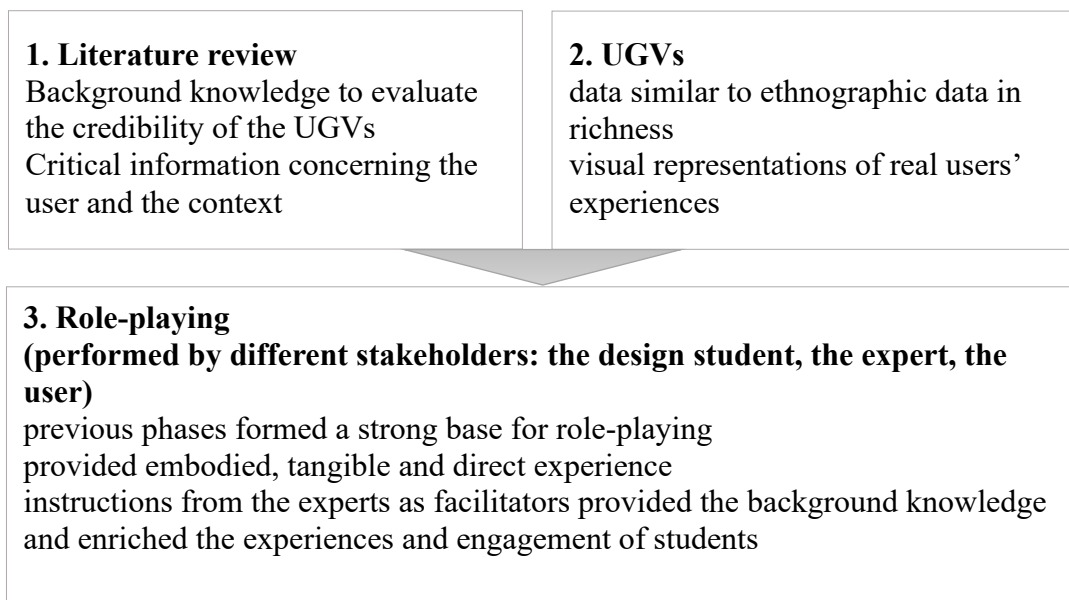 1. Literature review
Background knowledge to evaluate
the credibility of the UGVs
Critical information concerning the
user and the context
2. UGVs
data similar to ethnographic data in
richness
visual representations of real users’
experiences
3. Role-playing
(performed by different stakeholders: the design student, the expert, the
user)
previous phases formed a strong base for role-playing
provided embodied, tangible and direct experience
instructions from the experts as facilitators provided the background knowledge
and enriched the experiences and engagement of students